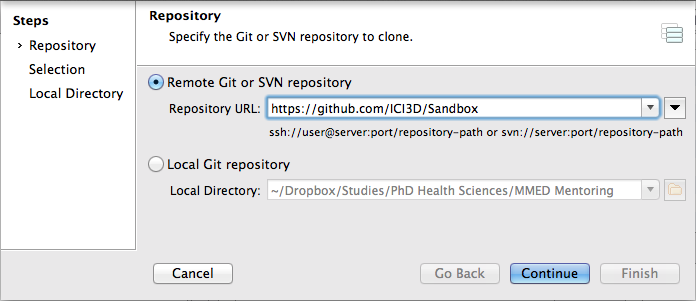 Steps
› Repository
Selection
Local Directory
Repository
Specify the Git or SVN repository to clone.
Remote Git or SVN repository
Repository URL: https://github.com/ICI3D/Sandbox
ssh://user@server:port/repository-path or svn://server:port/repository-path
Local Git repository
Local Directory: ~/Dropbox/Studies/PhD Health Sciences/MMED Mentoring
Cancel Go Back Continue Finish